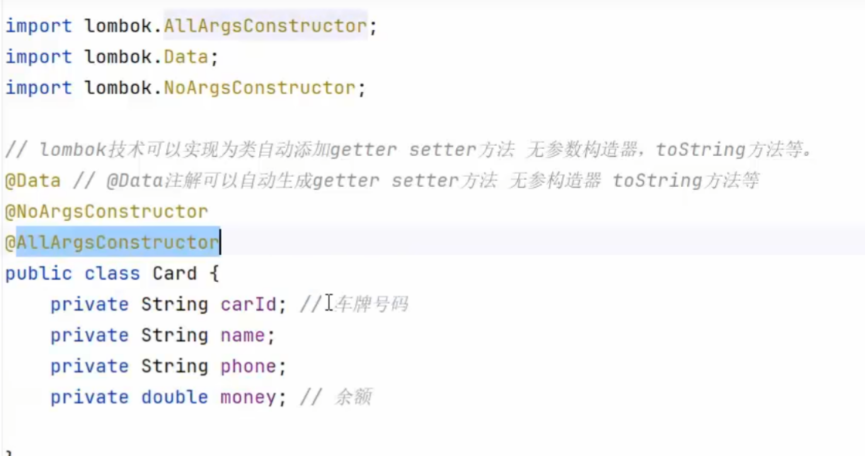 import lombok.AllArgsConstructor;
import lombok.Data;
import lombok.NoArgsConstructor;
// lombok技术可以实现为类自动添加getter setter方法 无参数构造器，toString方法等。
@Data // @Data注解可以自动生成getter setter方法 无参构造器 toString方法等
@NoArgsConstructor
@AllArgsConstructor
public class Card {
    private String carId; // 车牌号码
    private String name;
    private String phone;
    private double money; // 余额
}